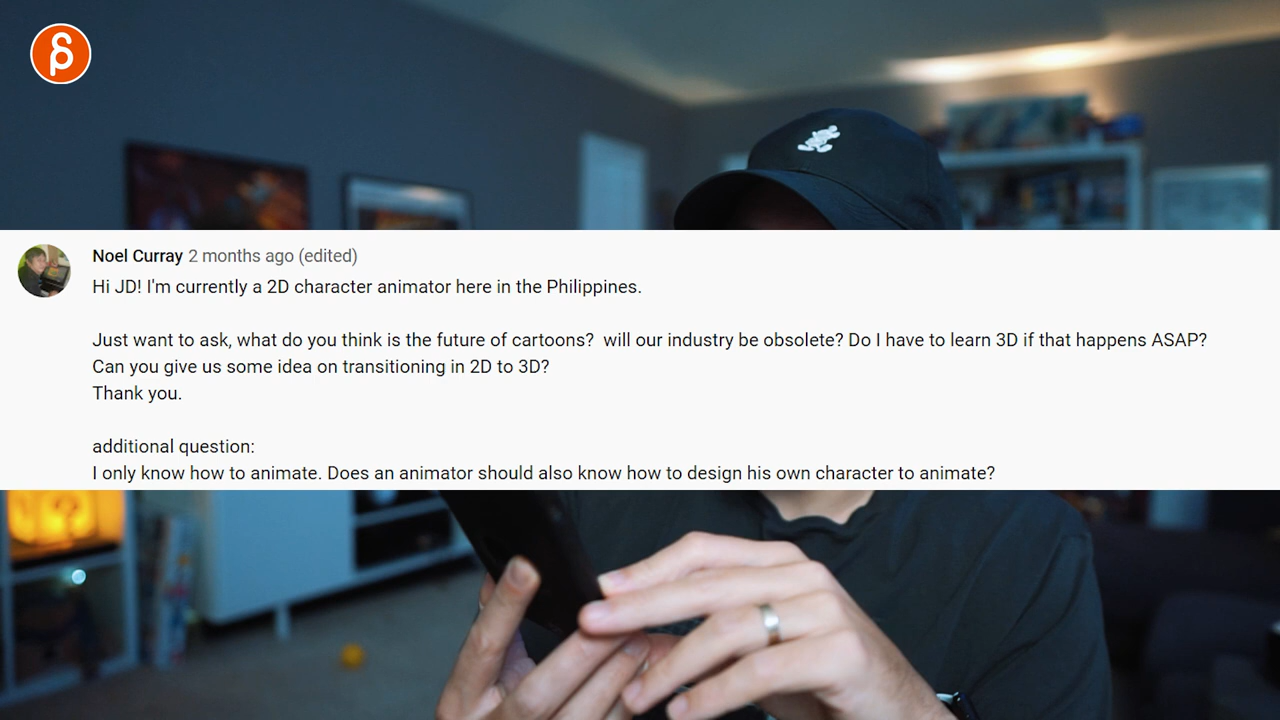 Noel Curray 2 months ago (edited)
Hi JD! I'm currently a 2D character animator here in the Philippines.
Just want to ask, what do you think is the future of cartoons?  will our industry be obsolete? Do I have to learn 3D if that happens ASAP?
Can you give us some idea on transitioning in 2D to 3D?
Thank you.
additional question:
I only know how to animate. Does an animator should also know how to design his own character to animate?